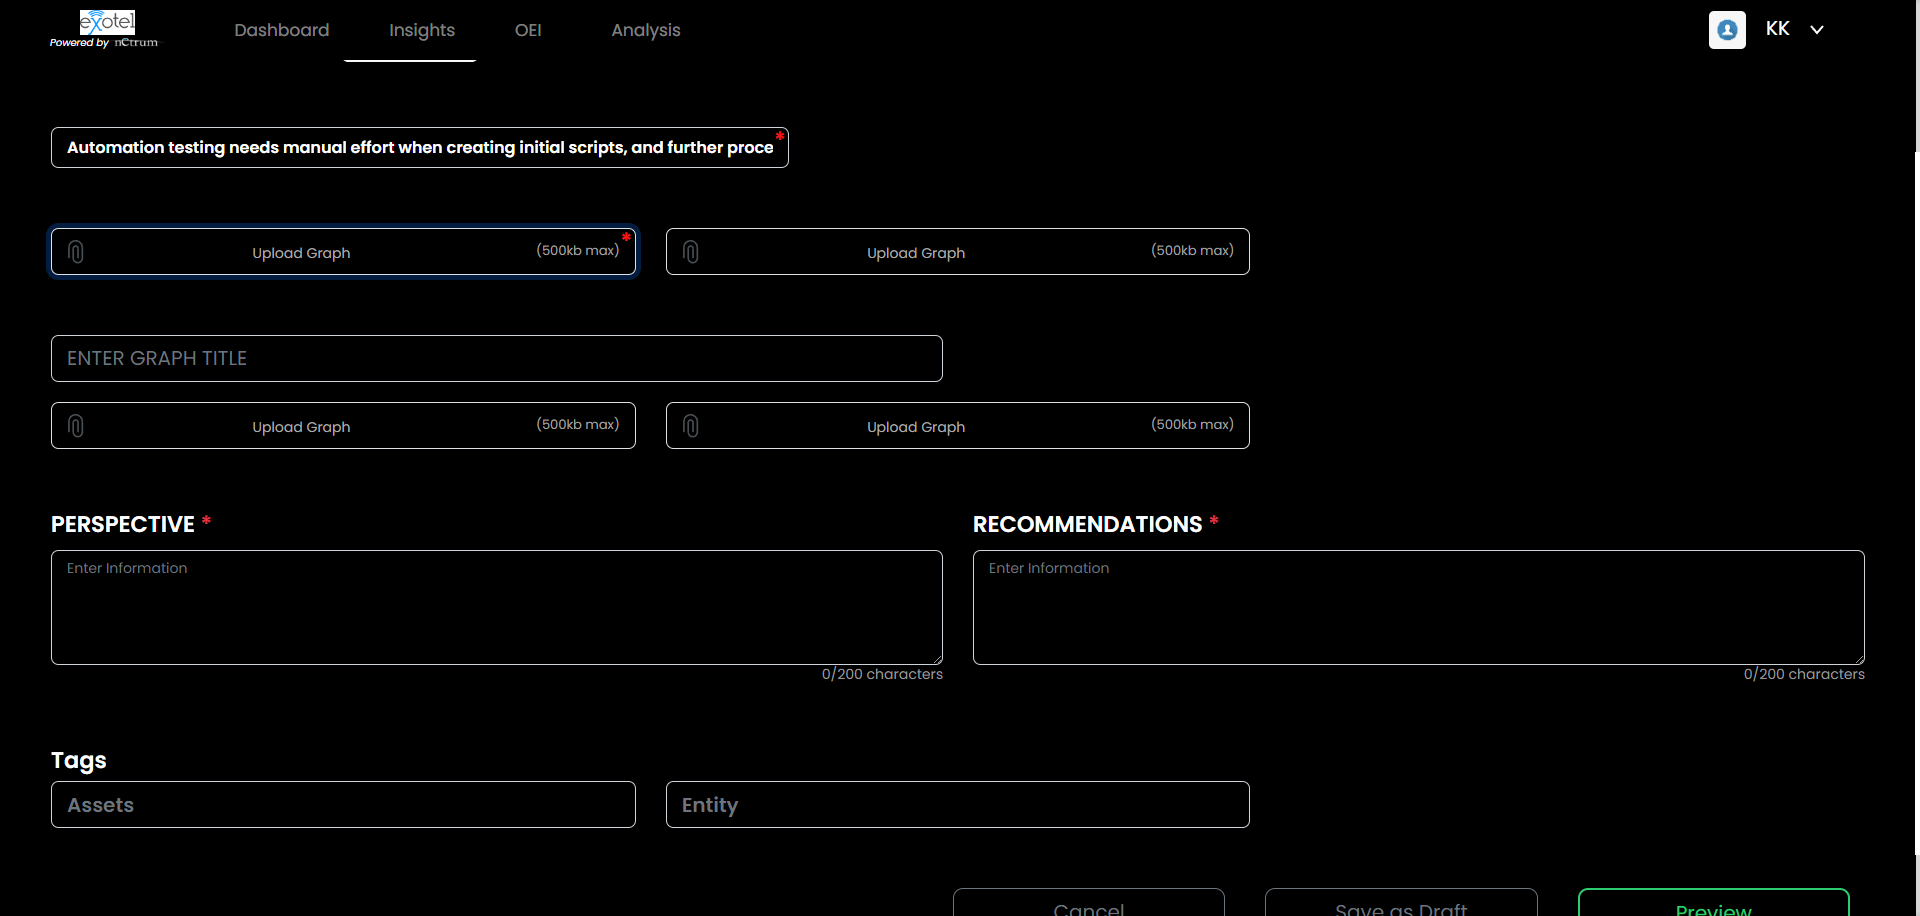 exotel
Powered by nCtrum
Dashboard
Insights
OEI
Analysis
KK
Automation testing needs manual effort when creating initial scripts, and further proce
*
Upload Graph
(500kb max)
*
Upload Graph
(500kb max)
ENTER GRAPH TITLE
Upload Graph
(500kb max)
Upload Graph
(500kb max)
PERSPECTIVE *
RECOMMENDATIONS *
Enter Information
Enter Information
0/200 characters
0/200 characters
Tags
Assets
Entity
Cancel
Save as Draft
Preview